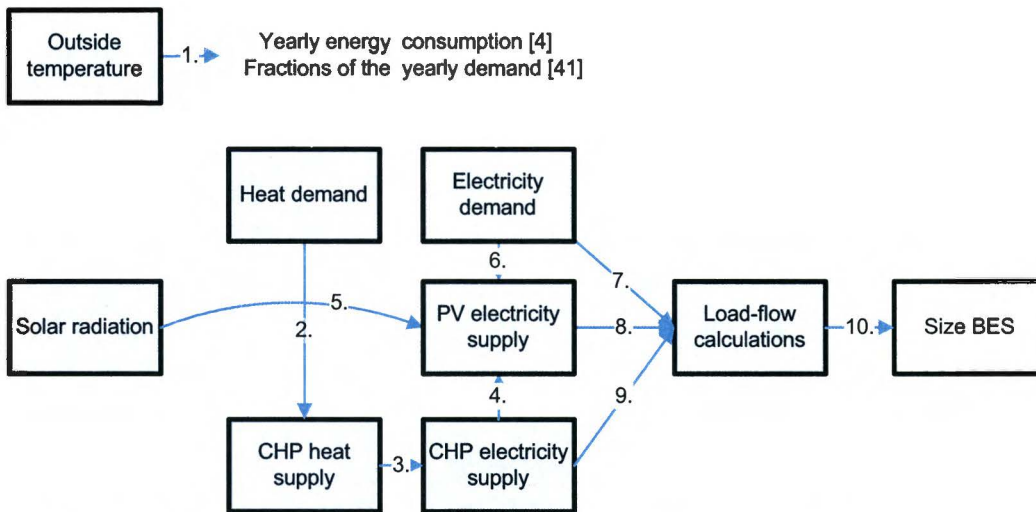 Outside
temperature
1.
Yearly energy consumption [4]
Fractions of the yearly demand [41]
Heat demand
Electricity
demand
6.
7.
5.
Solar radiation
2.
PV electricity
supply
8.
Load-flow
calculations
10.
Size BES
4.
9.
CHP heat
supply
3.
CHP electricity
supply